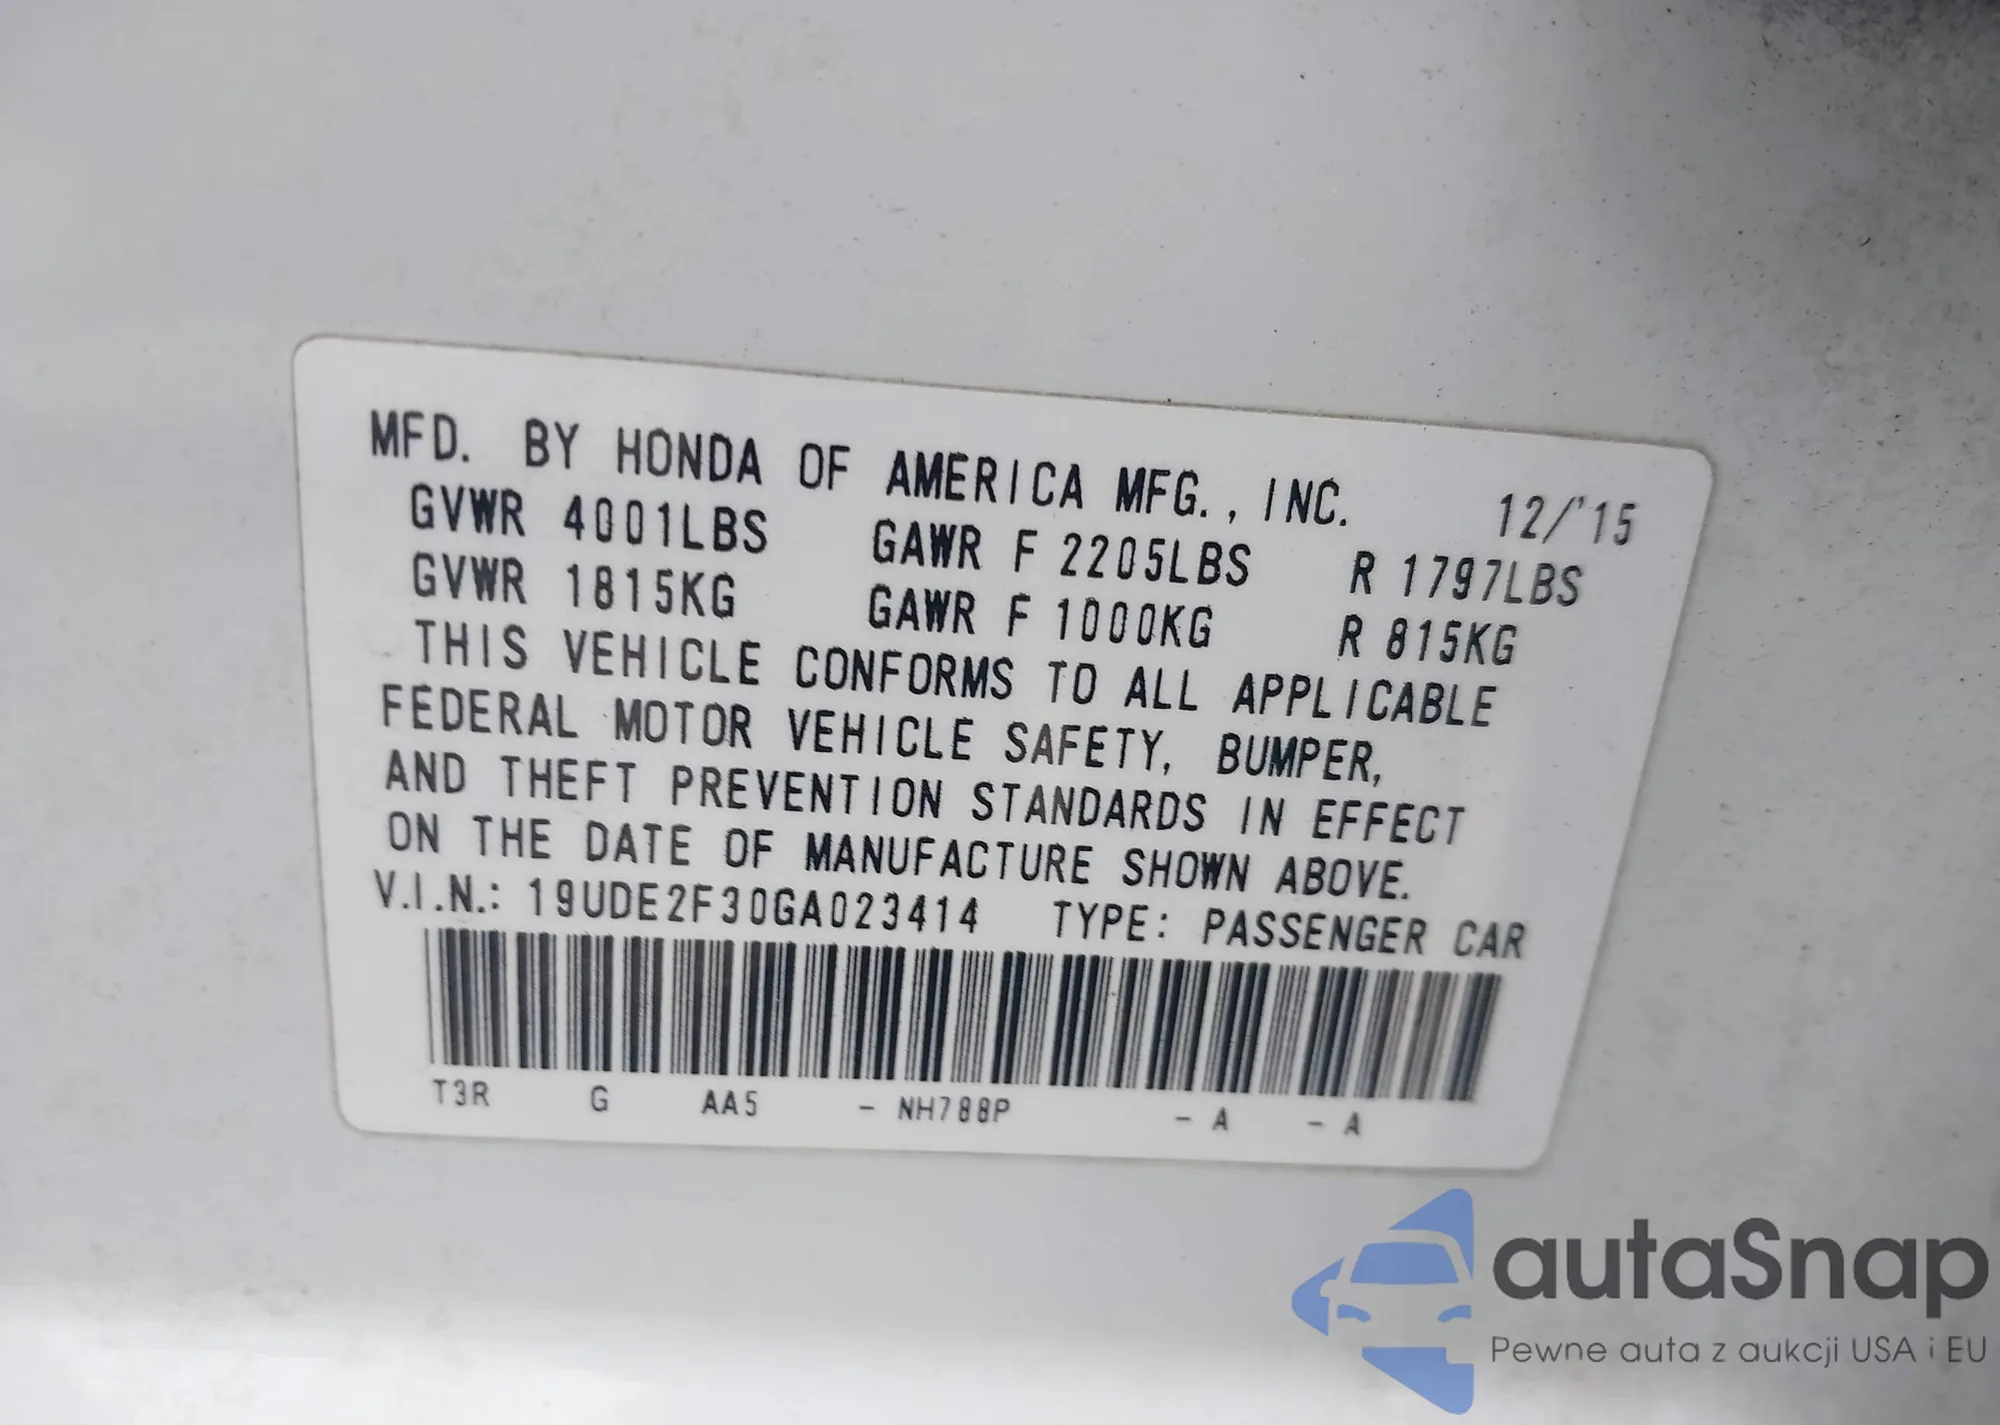 MFD. BY HONDA OF AMERICA MFG., INC. 12/'15
GVWR 4001LBS GAWR F 2205LBS R 1797LBS
GVWR 1815KG GAWR F 1000KG R 815KG
THIS VEHICLE CONFORMS TO ALL APPLICABLE
FEDERAL MOTOR VEHICLE SAFETY, BUMPER,
AND THEFT PREVENTION STANDARDS IN EFFECT
ON THE DATE OF MANUFACTURE SHOWN ABOVE.
V.I.N.: 19UDE2F30GA023414 TYPE: PASSENGER CAR
T3R G AA5 - NH788P - A - A
autaSnap
Pewne auta z aukcji USA i EU